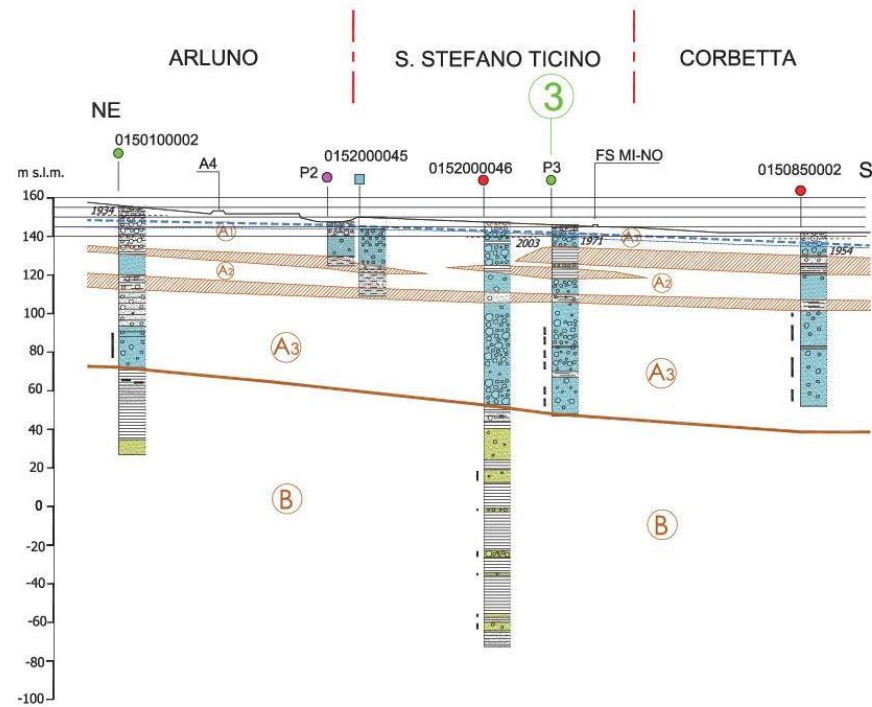 ARLUNO
S. STEFANO TICINO
CORBETTA
3
NE
0150100002
A4
P2
0152000045
0152000046
P3
FS MI-NO
0150850002
S
m s.l.m.
160
140
120
100
80
60
40
20
0
-20
-40
-60
-80
-100
1934
2003
1971
1954
A1
A1
A2
A2
A3
A3
B
B